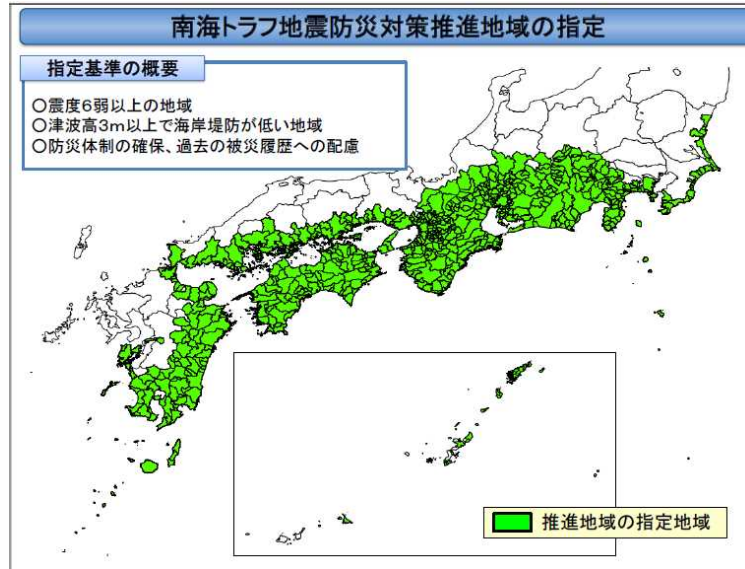 南海トラフ地震防災対策推進地域の指定
指定基準の概要
○震度6弱以上の地域
○津波高3m以上で海岸堤防が低い地域
○防災体制の確保、過去の被災履歴への配慮
推進地域の指定地域